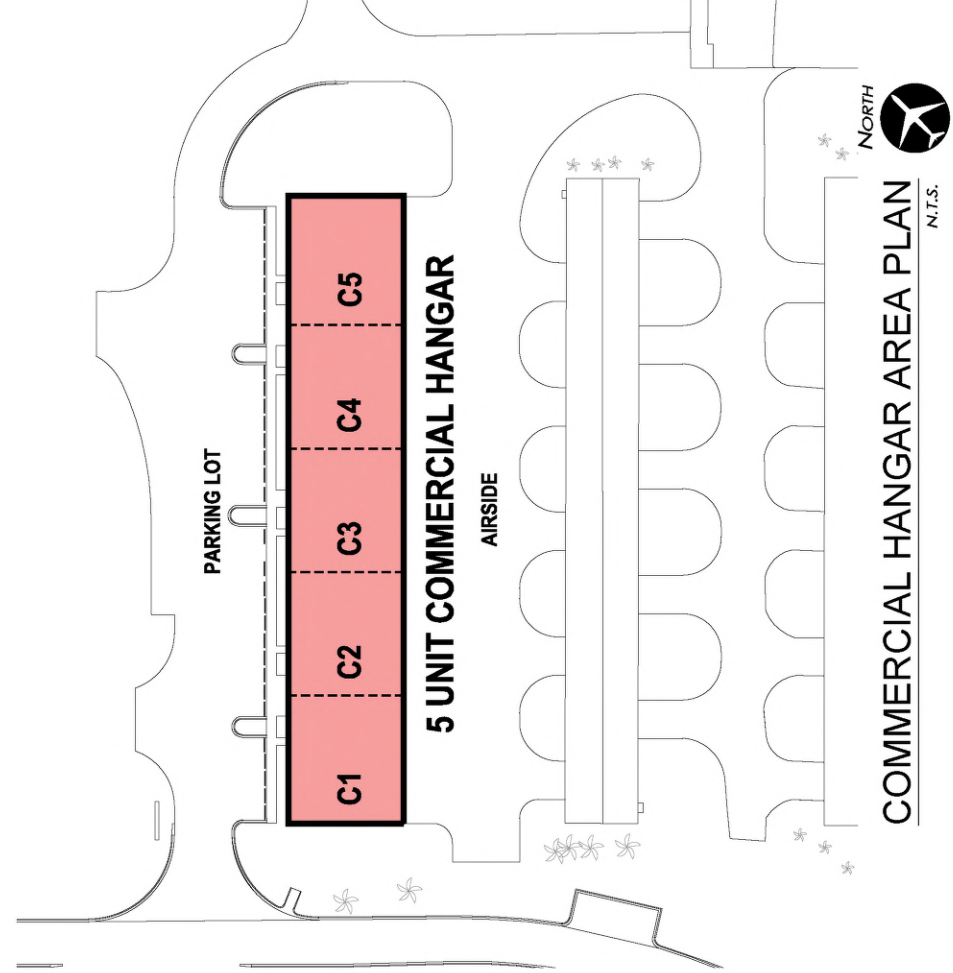 PARKING LOT
C1
C2
C3
C4
C5
5 UNIT COMMERCIAL HANGAR
AIRSIDE
NORTH
COMMERCIAL HANGAR AREA PLAN
N.T.S.